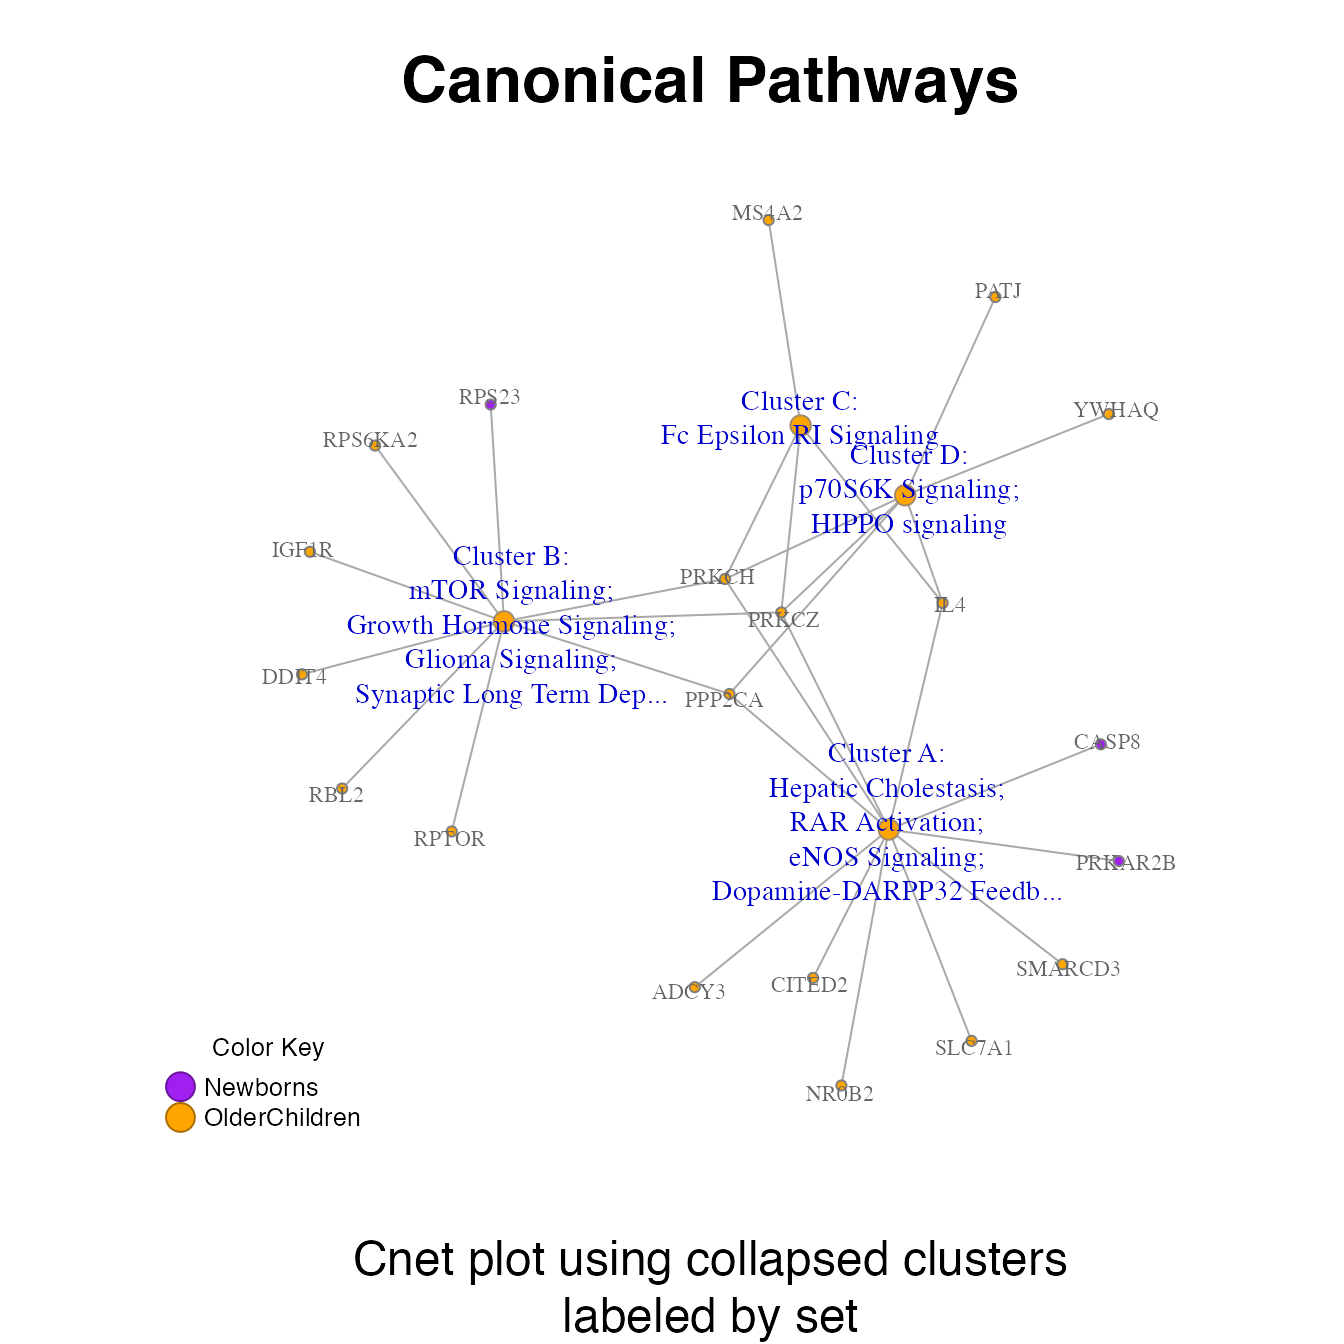 Canonical Pathways
MS4A2
PATJ
RPS23
Cluster C:
Fc Epsilon RI Signaling
YWHAQ
RPS6KA2
Cluster D:
p70S6K Signaling;
HIPPO signaling
IGF1R
Cluster B:
mTOR Signaling;
Growth Hormone Signaling;
Glioma Signaling;
Synaptic Long Term Dep...
PRKCH
PRKCZ
IL4
DDIT4
PPP2CA
CASP8
Cluster A:
Hepatic Cholestasis;
RAR Activation;
eNOS Signaling;
Dopamine-DARPP32 Feedb...
RBL2
RPTOR
PRKAR2B
SMARCD3
CITED2
ADCY3
SLC7A1
NR0B2
Color Key
Newborns
OlderChildren
Cnet plot using collapsed clusters
labeled by set